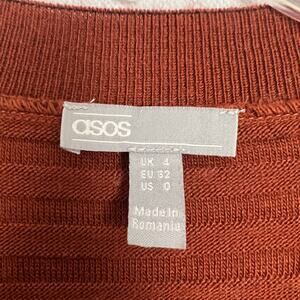 asos
UK 4
EU 32
US 0
Made in
Romania